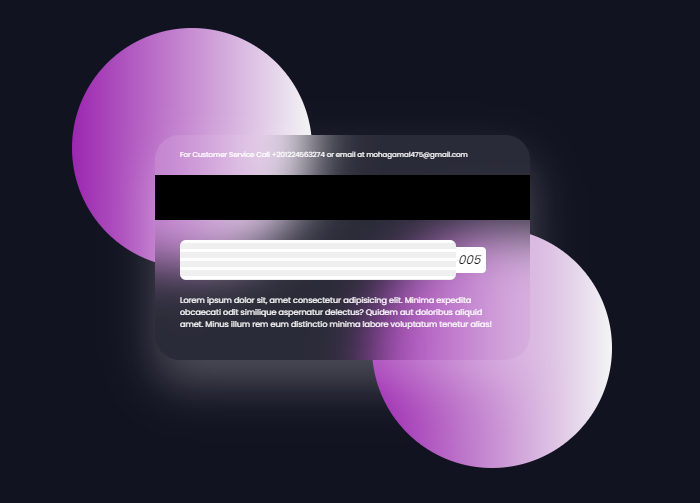 For Customer Service Call +201224563274 or email at mohagamal475@gmail.com
005
Lorem ipsum dolor sit, amet consectetur adipisicing elit. Minima expedita
obcaecati odit similique aspernatur delectus? Quidem aut doloribus aliquid
amet. Minus illum rem eum distinctio minima labore voluptatum tenetur alias!